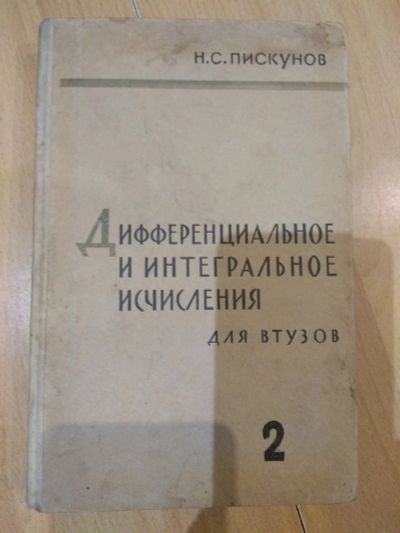 Н.С.ПИСКУНОВ
ДИФФЕРЕНЦИАЛЬНОЕ
И ИНТЕГРАЛЬНОЕ
ИСЧИСЛЕНИЯ
ДЛЯ ВТУЗОВ
2